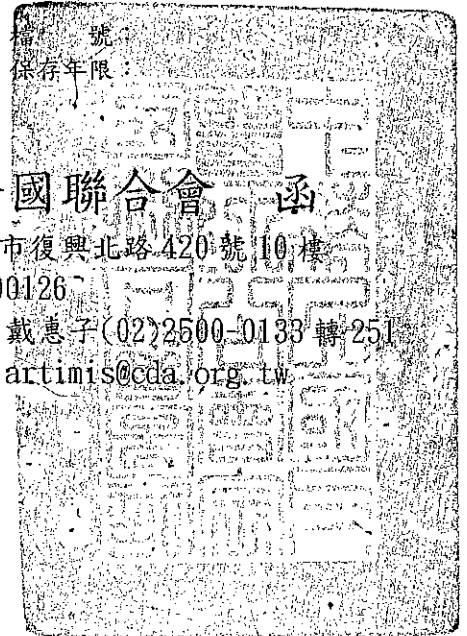 檔　　號：
保存年限：
國聯合會　函
市復興北路420號10樓
00126
戴惠子(02)2500-0133轉251
artimis@cda.org.tw